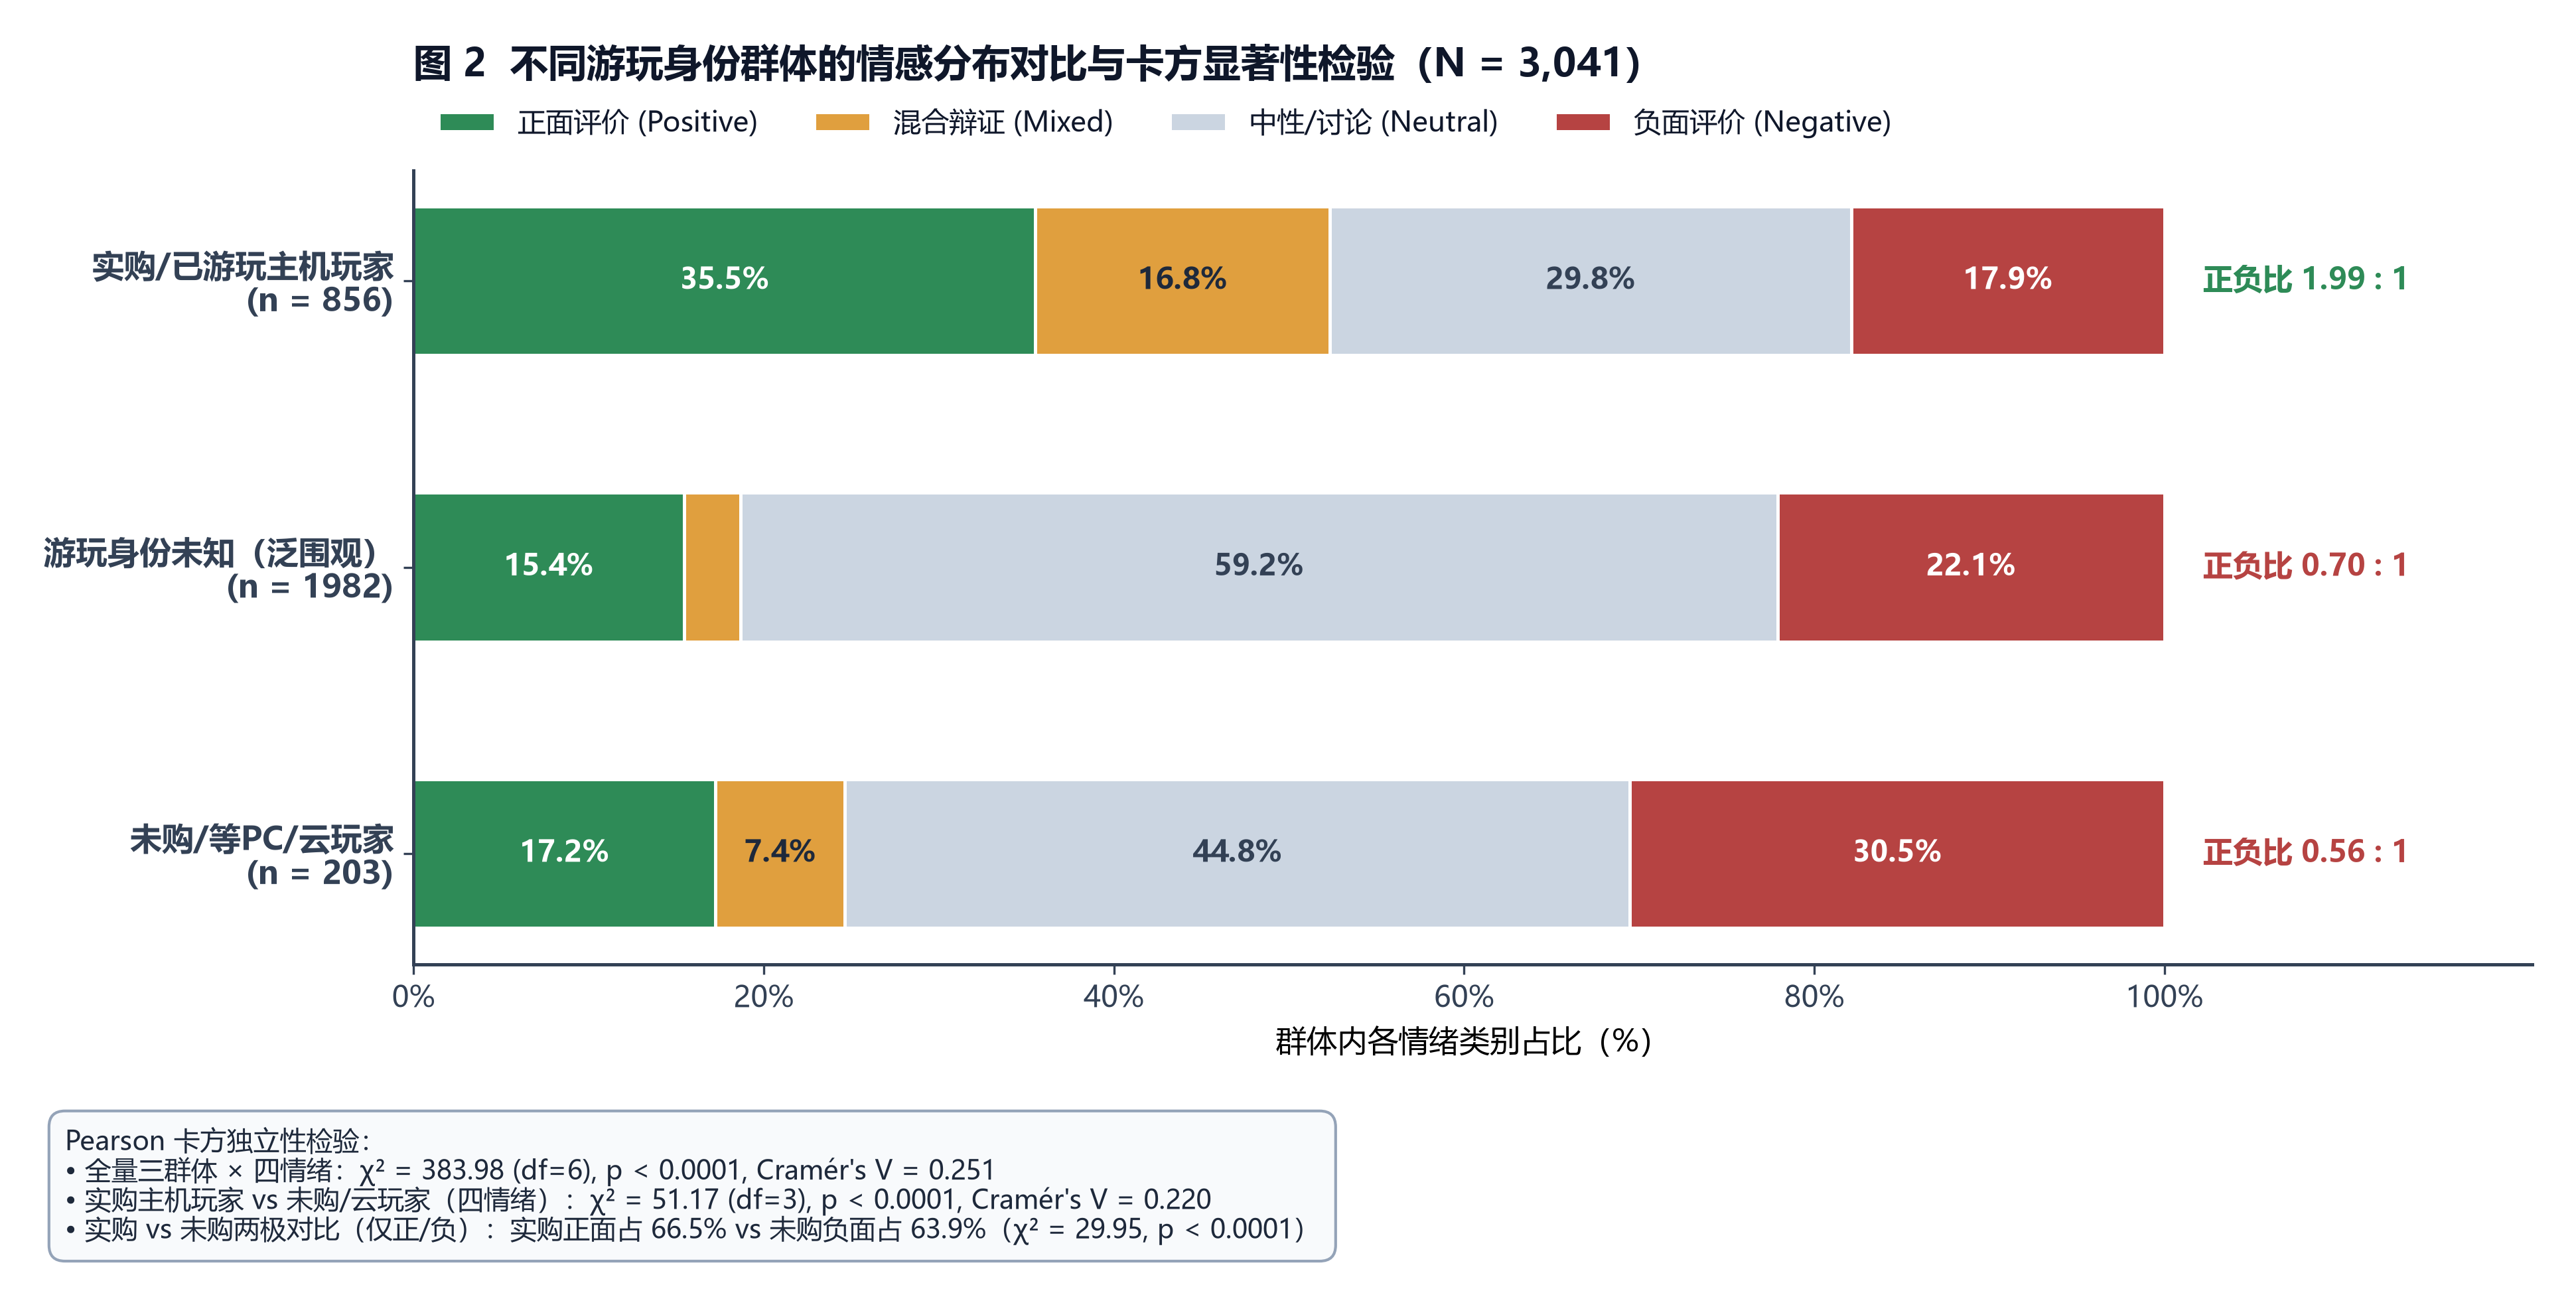 图 2 不同游玩身份群体的情感分布对比与卡方显著性检验（N = 3,041）
正面评价 (Positive) 混合辩证 (Mixed) 中性/讨论 (Neutral) 负面评价 (Negative)
实购/已游玩主机玩家
(n = 856)
35.5% 16.8% 29.8% 17.9% 正负比 1.99 : 1
游玩身份未知（泛围观）
(n = 1982)
15.4% 59.2% 22.1% 正负比 0.70 : 1
未购/等PC/云玩家
(n = 203)
17.2% 7.4% 44.8% 30.5% 正负比 0.56 : 1
0% 20% 40% 60% 80% 100%
群体内各情绪类别占比（%）
Pearson 卡方独立性检验：
• 全量三群体 × 四情绪：χ² = 383.98 (df=6), p < 0.0001, Cramér's V = 0.251
• 实购主机玩家 vs 未购/云玩家（四情绪）：χ² = 51.17 (df=3), p < 0.0001, Cramér's V = 0.220
• 实购 vs 未购两极对比（仅正/负）：实购正面占 66.5% vs 未购负面占 63.9%（χ² = 29.95, p < 0.0001）